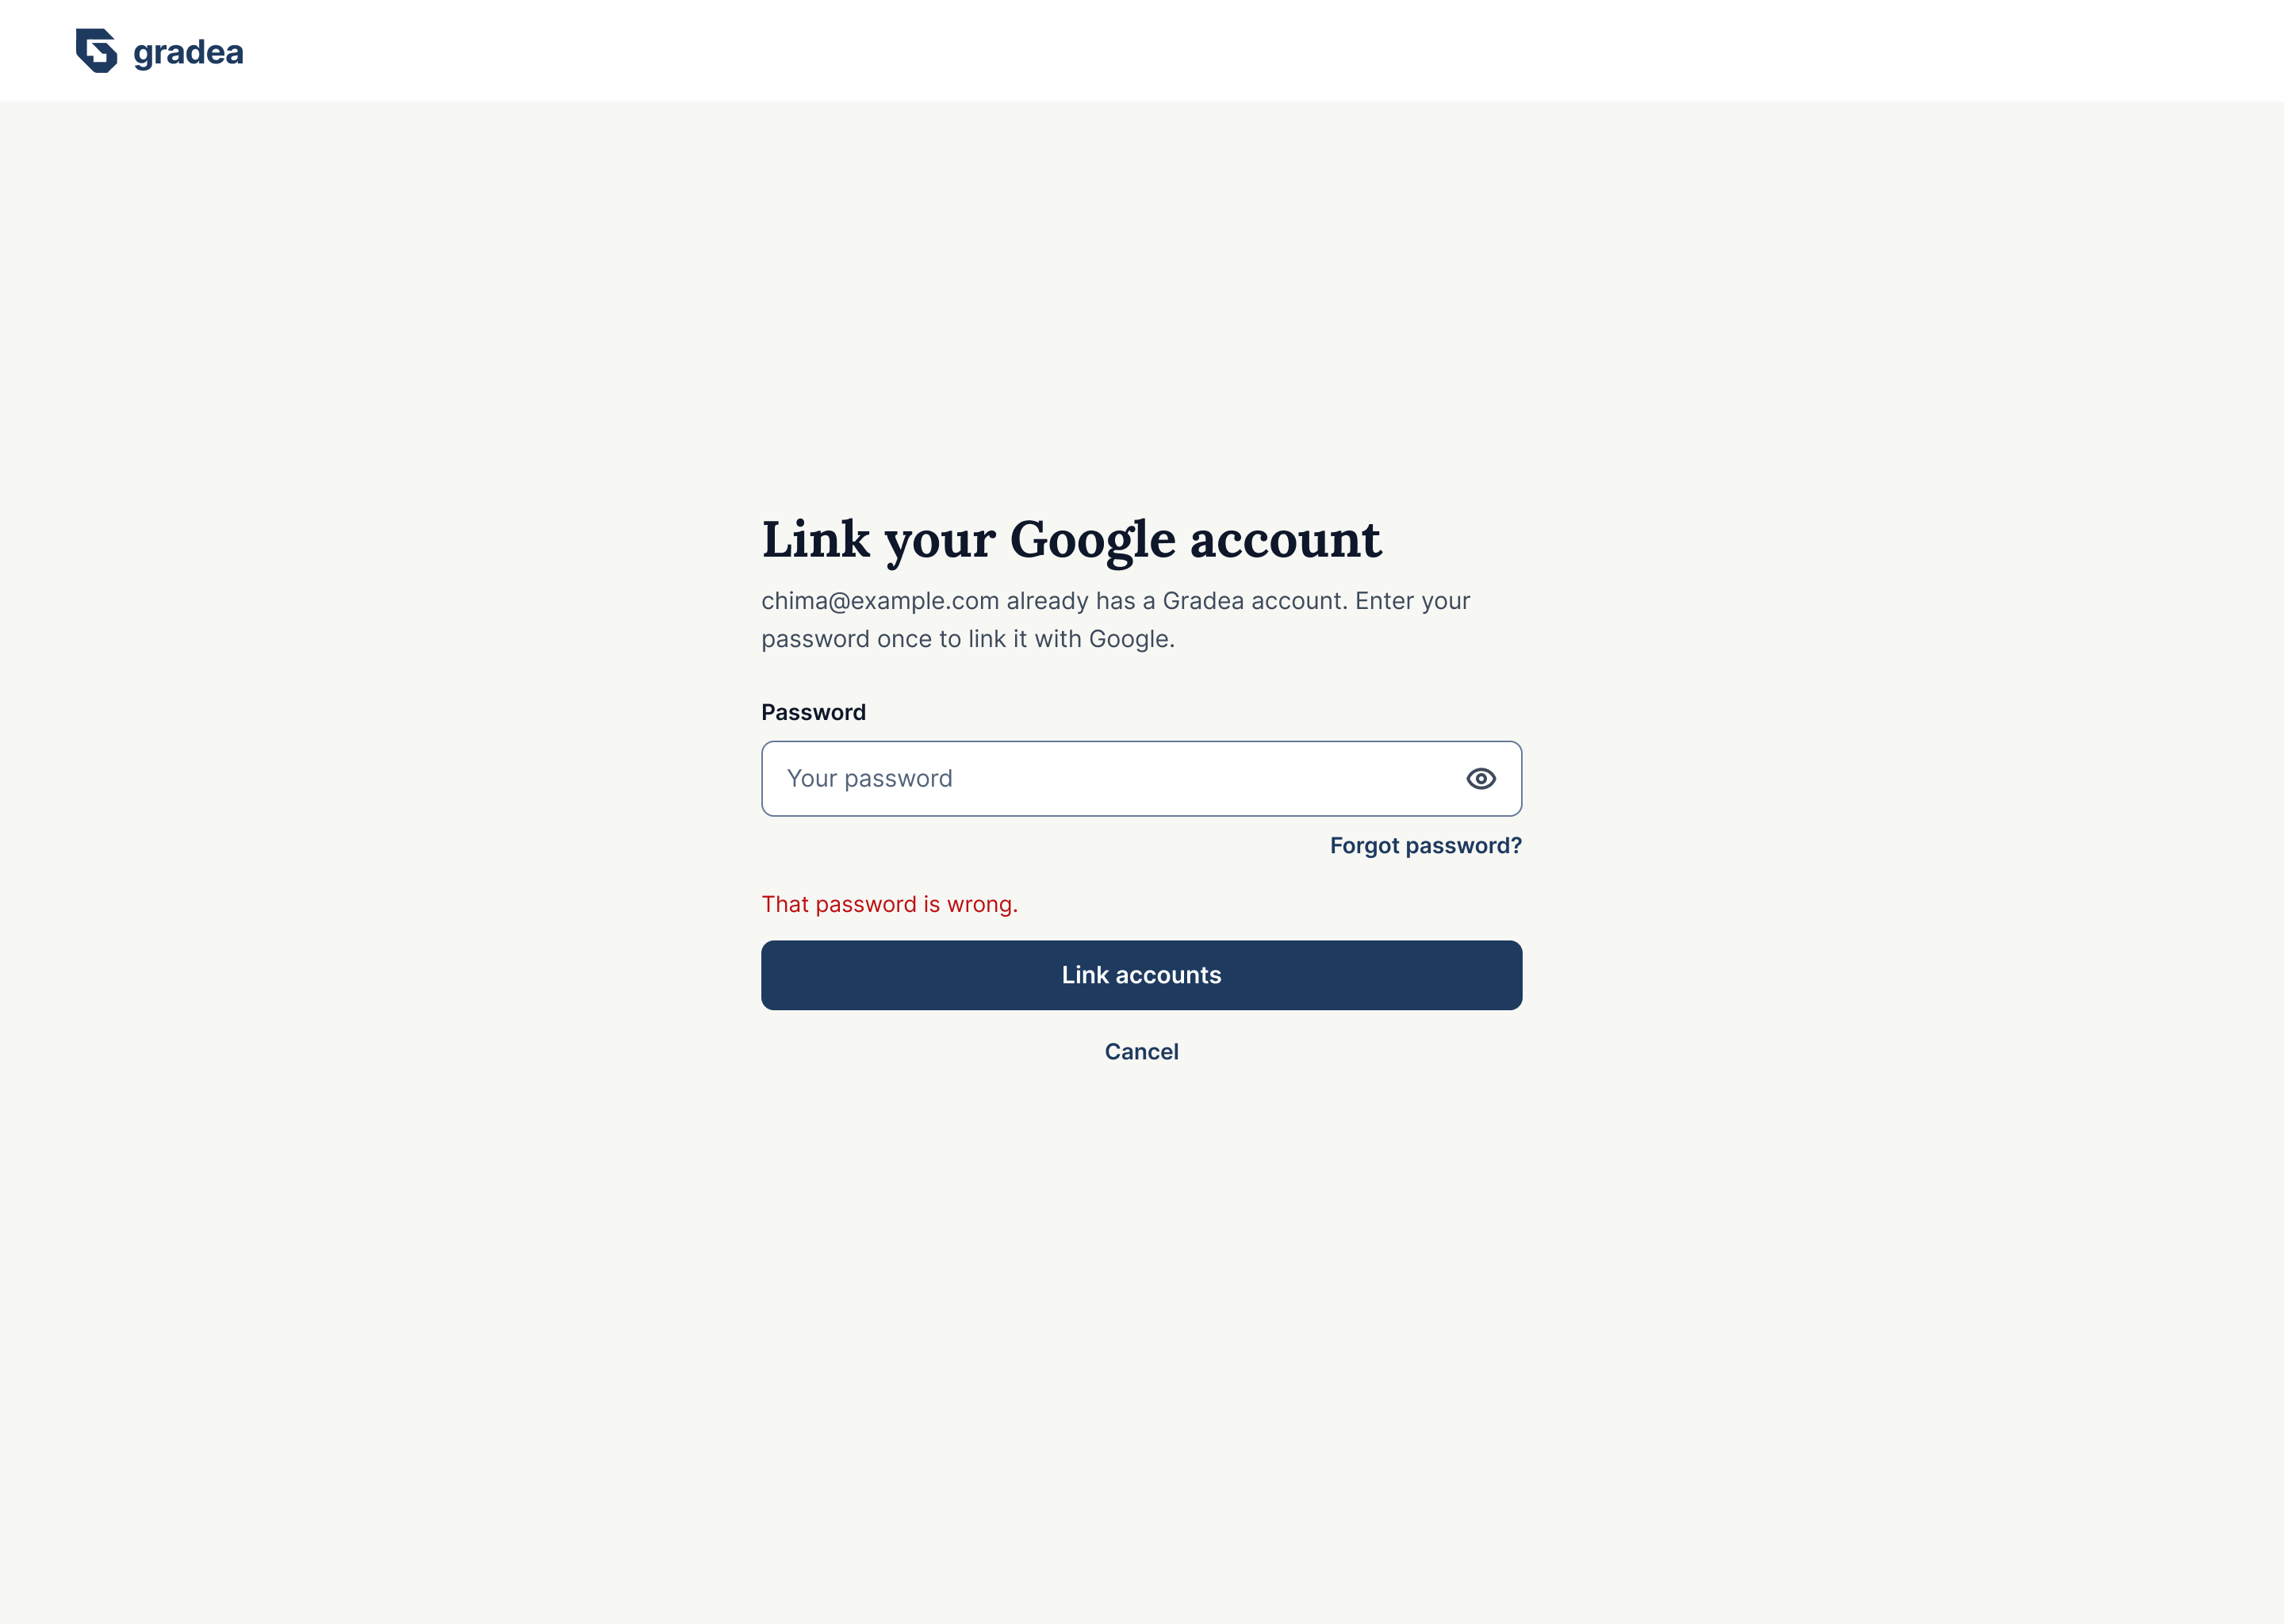 gradea
Link your Google account
chima@example.com already has a Gradea account. Enter your
password once to link it with Google.
Password
Your password
Forgot password?
That password is wrong.
Link accounts
Cancel